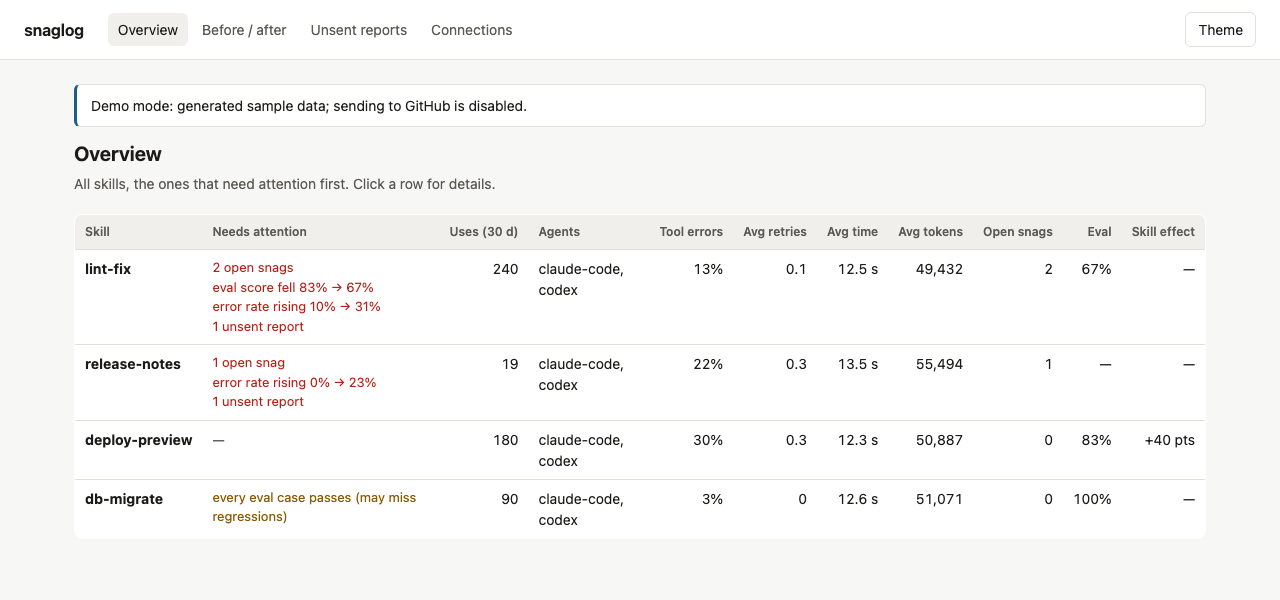 snaglog Overview Before / after Unsent reports Connections Theme
Demo mode: generated sample data; sending to GitHub is disabled.
Overview
All skills, the ones that need attention first. Click a row for details.
Skill Needs attention Uses (30 d) Agents Tool errors Avg retries Avg time Avg tokens Open snags Eval Skill effect
lint-fix 2 open snags 240 claude-code, 13% 0.1 12.5 s 49,432 2 67% —
eval score fell 83% → 67% codex
error rate rising 10% → 31%
1 unsent report
release-notes 1 open snag 19 claude-code, 22% 0.3 13.5 s 55,494 1 — —
error rate rising 0% → 23% codex
1 unsent report
deploy-preview — 180 claude-code, 30% 0.3 12.3 s 50,887 0 83% +40 pts
codex
db-migrate every eval case passes (may miss 90 claude-code, 3% 0 12.6 s 51,071 0 100% —
regressions) codex